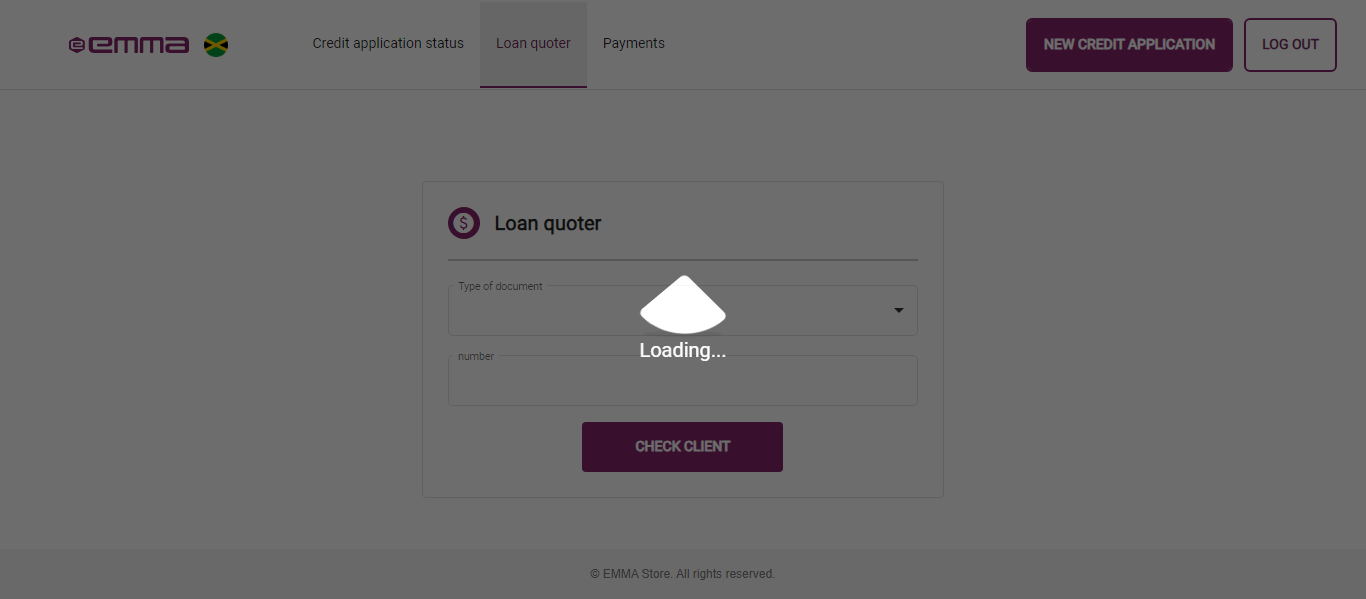 emma
Credit application status
Loan quoter
Payments
NEW CREDIT APPLICATION
LOG OUT
$ Loan quoter
Type of document
Loading...
number
CHECK CLIENT
© EMMA Store. All rights reserved.